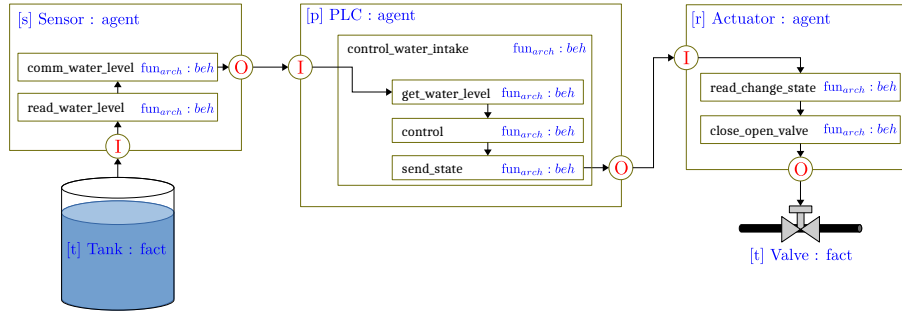 [s] Sensor : agent
comm_water_level fun_arch : beh
O
read_water_level fun_arch : beh
I
[t] Tank : fact
[p] PLC : agent
I
control_water_intake fun_arch : beh
get_water_level fun_arch : beh
control fun_arch : beh
send_state fun_arch : beh
O
[r] Actuator : agent
I
read_change_state fun_arch : beh
close_open_valve fun_arch : beh
O
[t] Valve : fact